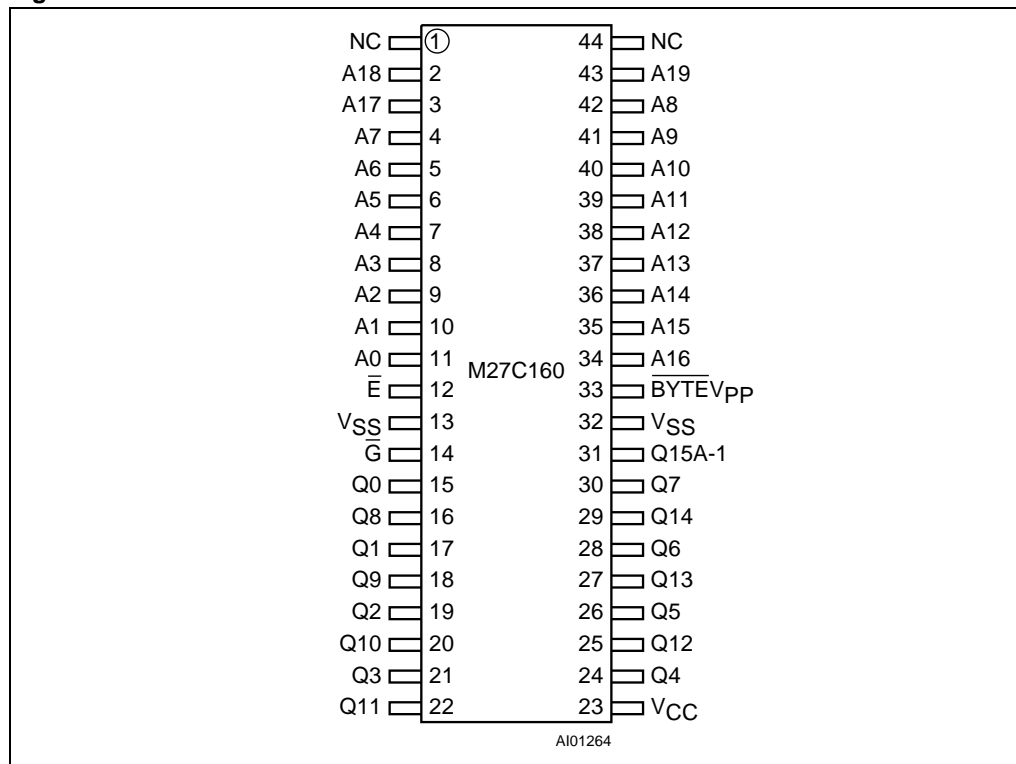 NC 1 44 NC
A18 2 43 A19
A17 3 42 A8
A7 4 41 A9
A6 5 40 A10
A5 6 39 A11
A4 7 38 A12
A3 8 37 A13
A2 9 36 A14
A1 10 35 A15
A0 11 34 A16
M27C160
E̅ 12 33 B̅Y̅T̅E̅VPP
VSS 13 32 VSS
G̅ 14 31 Q15A-1
Q0 15 30 Q7
Q8 16 29 Q14
Q1 17 28 Q6
Q9 18 27 Q13
Q2 19 26 Q5
Q10 20 25 Q12
Q3 21 24 Q4
Q11 22 23 VCC
AI01264